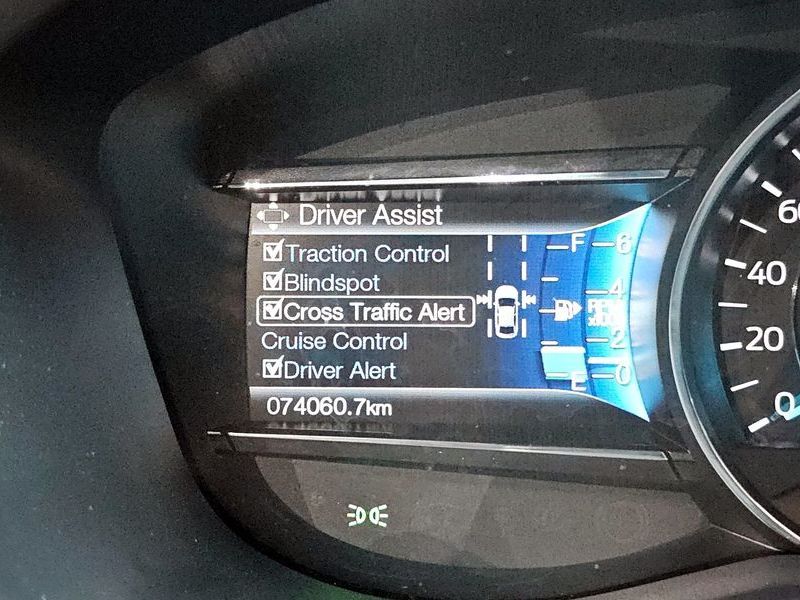 Driver Assist
Traction Control
Blindspot
Cross Traffic Alert
Cruise Control
Driver Alert
074060.7km
F
E
6
4
2
0
RPM
60
40
20
0